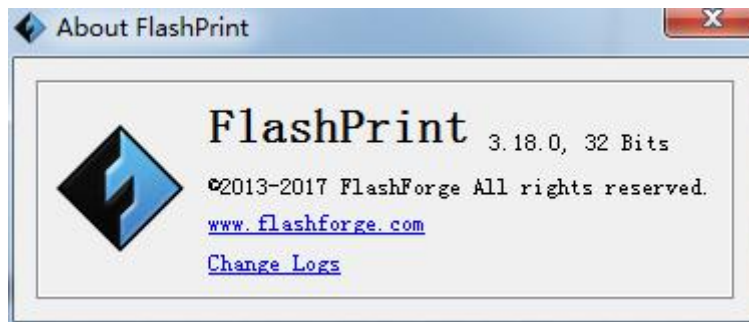 About FlashPrint
FlashPrint 3.18.0, 32 Bits
©2013-2017 FlashForge All rights reserved.
www.flashforge.com
Change Logs